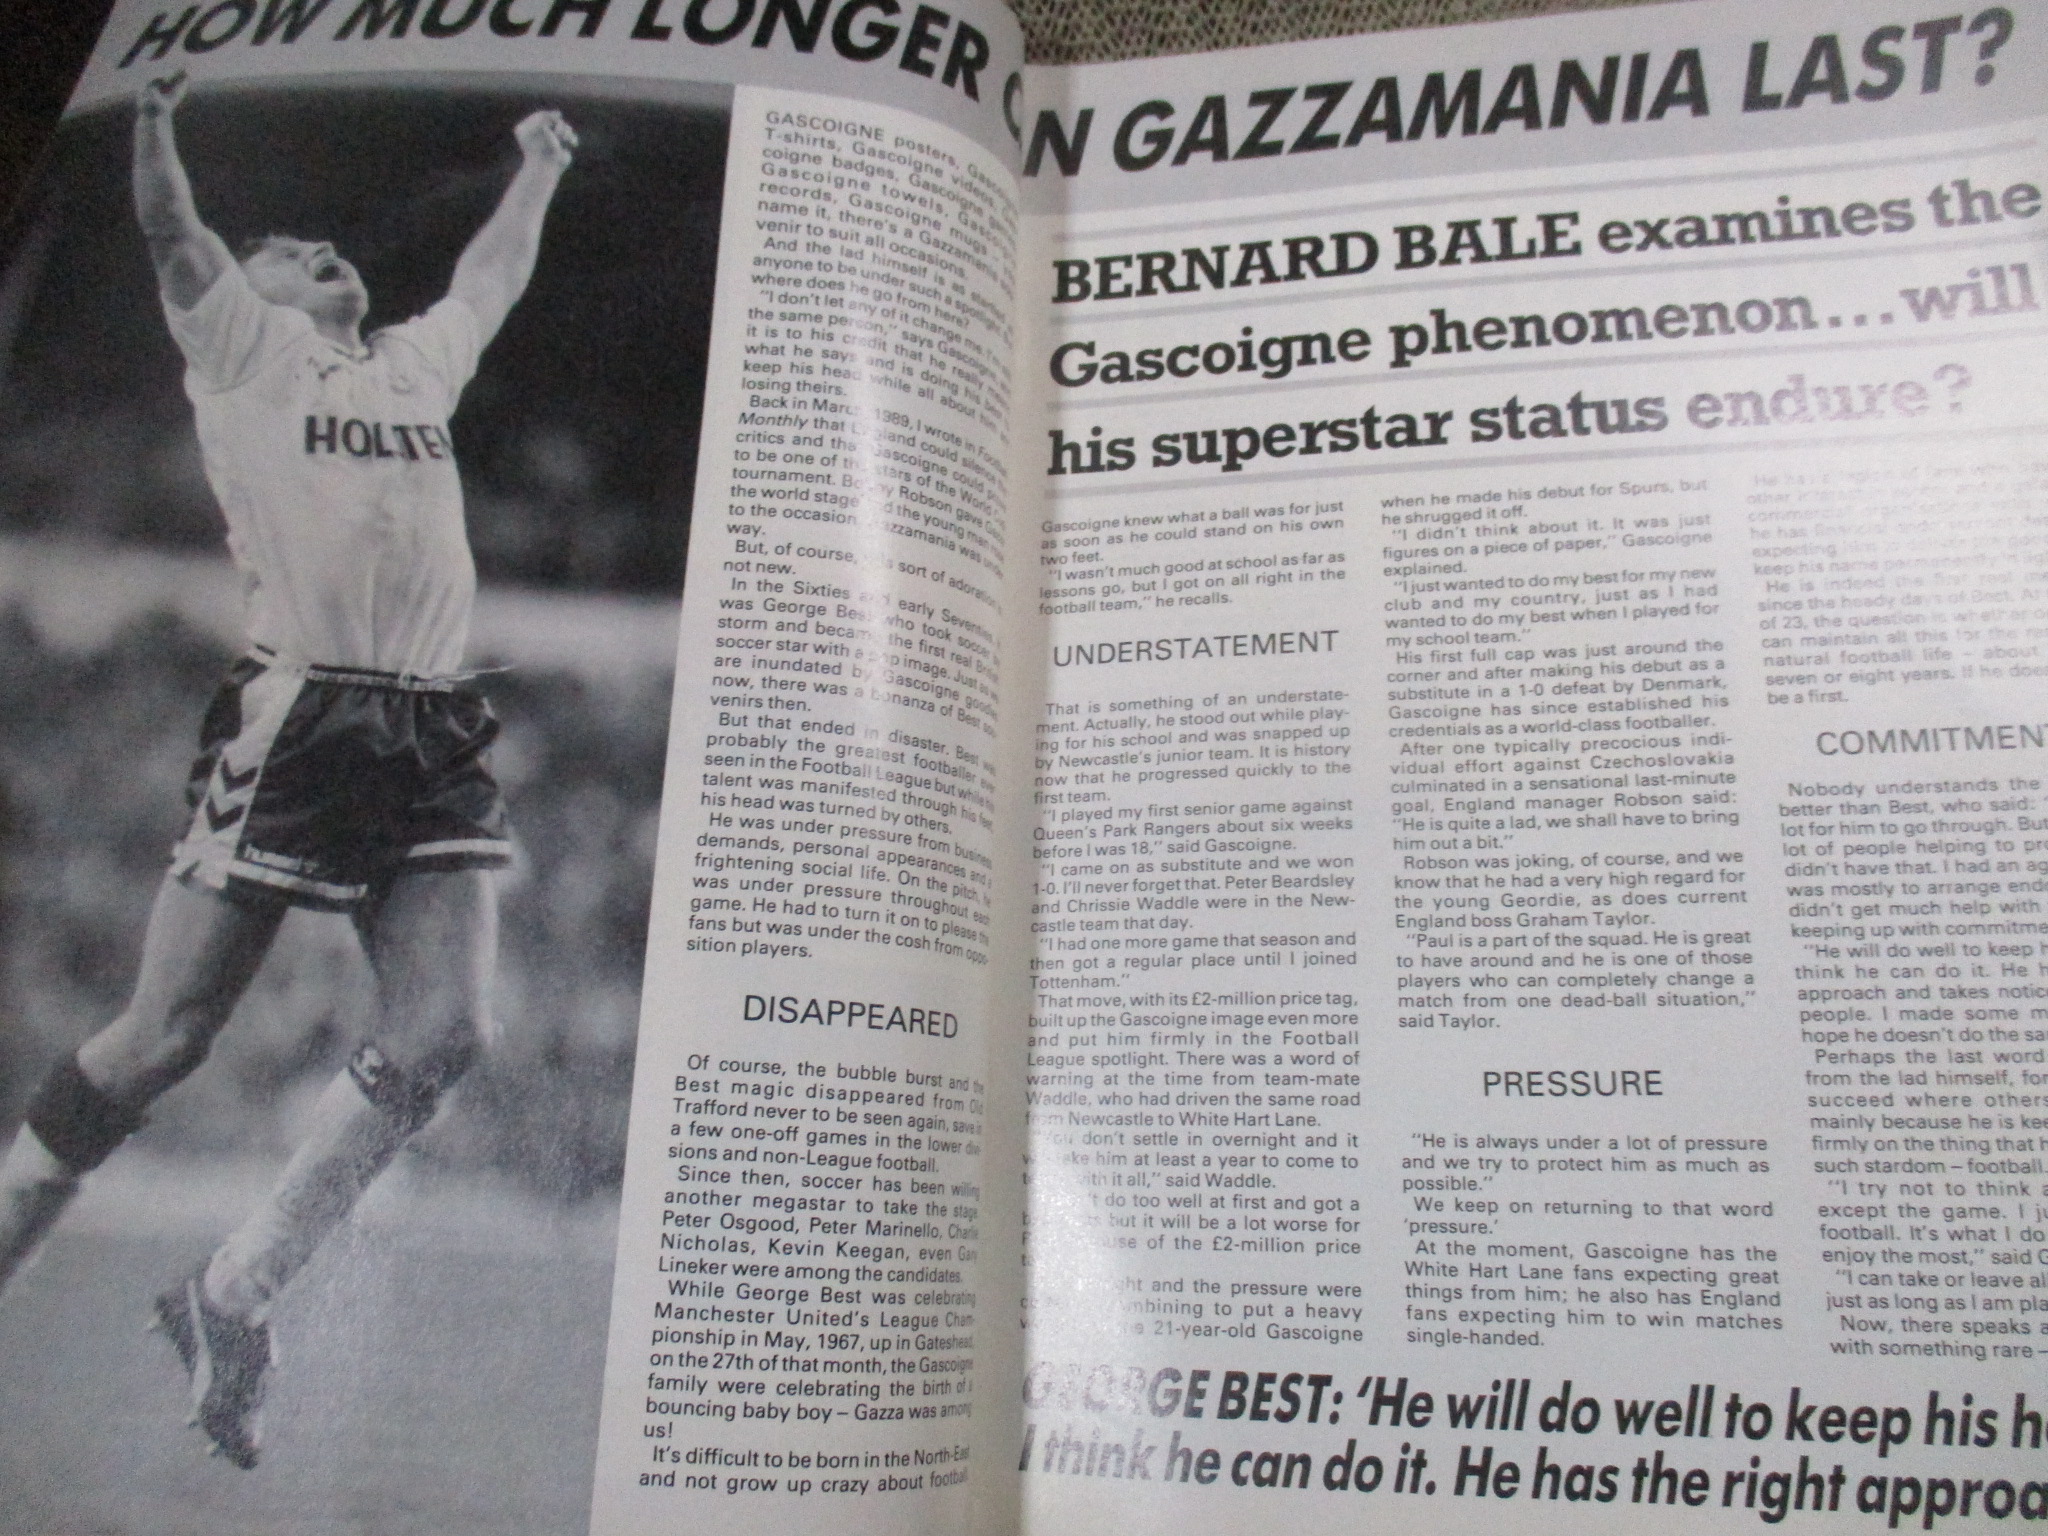 HOW MUCH LONGER
N GAZZAMANIA LAST?
BERNARD BALE examines the
Gascoigne phenomenon...will
his superstar status endure?
HOLTE
GASCOIGNE posters,
T-shirts, Gascoigne videos,
coigne badges, Gascoigne
Gascoigne towels,
records, Gascoigne mugs –
name it, there's a Gazzamania
venir to suit all occasions.
And the lad himself is as
anyone to be under such a spotlight.
where does he go from here?
"I don't let any of it change me. I'm
the same person," says Gascoigne,
it is to his credit that he really
what he says and is doing his best
keep his head while all about him
losing theirs.
Back in March 1989, I wrote in Football
Monthly that England could silence
critics and that Gascoigne could
to be one of the stars of the World Cup
tournament. Bobby Robson gave
the world stage and the young man
to the occasion. Gazzamania was under
way.
But, of course, this sort of adoration
not new.
In the Sixties and early Seventies,
was George Best who took soccer by
storm and became the first real British
soccer star with a pop image. Just as we
are inundated by Gascoigne goodies
now, there was a bonanza of Best sou-
venirs then.
But that ended in disaster. Best was
probably the greatest footballer ever
seen in the Football League but while his
talent was manifested through his feet,
his head was turned by others.
He was under pressure from business
demands, personal appearances and a
frightening social life. On the pitch, he
was under pressure throughout each
game. He had to turn it on to please the
fans but was under the cosh from oppo-
sition players.
DISAPPEARED
Of course, the bubble burst and the
Best magic disappeared from Old
Trafford never to be seen again, save in
a few one-off games in the lower divi-
sions and non-League football.
Since then, soccer has been willing
another megastar to take the stage.
Peter Osgood, Peter Marinello, Charlie
Nicholas, Kevin Keegan, even Gary
Lineker were among the candidates.
While George Best was celebrating
Manchester United's League Cham-
pionship in May, 1967, up in Gateshead,
on the 27th of that month, the Gascoigne
family were celebrating the birth of a
bouncing baby boy – Gazza was among
us!
It's difficult to be born in the North-East
and not grow up crazy about football.
Gascoigne knew what a ball was for just
as soon as he could stand on his own
two feet.
"I wasn't much good at school as far as
lessons go, but I got on all right in the
football team," he recalls.
UNDERSTATEMENT
That is something of an understate-
ment. Actually, he stood out while play-
ing for his school and was snapped up
by Newcastle's junior team. It is history
now that he progressed quickly to the
first team.
"I played my first senior game against
Queen's Park Rangers about six weeks
before I was 18," said Gascoigne.
"I came on as substitute and we won
1-0. I'll never forget that. Peter Beardsley
and Chrissie Waddle were in the New-
castle team that day.
"I had one more game that season and
then got a regular place until I joined
Tottenham."
That move, with its £2-million price tag,
built up the Gascoigne image even more
and put him firmly in the Football
League spotlight. There was a word of
warning at the time from team-mate
Waddle, who had driven the same road
from Newcastle to White Hart Lane.
"You don't settle in overnight and it
take him at least a year to come to
with it all," said Waddle.
do too well at first and got a
but it will be a lot worse for
of the £2-million price
and the pressure were
combining to put a heavy
21-year-old Gascoigne
when he made his debut for Spurs, but
he shrugged it off.
"I didn't think about it. It was just
figures on a piece of paper," Gascoigne
explained.
"I just wanted to do my best for my new
club and my country, just as I had
wanted to do my best when I played for
my school team."
His first full cap was just around the
corner and after making his debut as a
substitute in a 1-0 defeat by Denmark,
Gascoigne has since established his
credentials as a world-class footballer.
After one typically precocious indi-
vidual effort against Czechoslovakia
culminated in a sensational last-minute
goal, England manager Robson said:
"He is quite a lad, we shall have to bring
him out a bit."
Robson was joking, of course, and we
know that he had a very high regard for
the young Geordie, as does current
England boss Graham Taylor.
"Paul is a part of the squad. He is great
to have around and he is one of those
players who can completely change a
match from one dead-ball situation,"
said Taylor.
PRESSURE
"He is always under a lot of pressure
and we try to protect him as much as
possible."
We keep on returning to that word
'pressure.'
At the moment, Gascoigne has the
White Hart Lane fans expecting great
things from him; he also has England
fans expecting him to win matches
single-handed.
He is indeed the first real
since the heady days of Best. At
of 23, the question is whether
can maintain all this for the
natural football life – about
seven or eight years. If he does
be a first.
COMMITMENT
Nobody understands the
better than Best, who said:
lot for him to go through. But
lot of people helping to
didn't have that. I had an
was mostly to arrange
didn't get much help with
keeping up with
"He will do well to keep
think he can do it. He
approach and takes
people. I made some
hope he doesn't do the
Perhaps the last word
from the lad himself, for
succeed where others
mainly because he is
firmly on the thing that
such stardom – football.
"I try not to think
except the game. I
football. It's what I do
enjoy the most," said
"I can take or leave
just as long as I am
Now, there speaks a
with something rare –
GEORGE BEST: 'He will do well to keep his
I think he can do it. He has the right